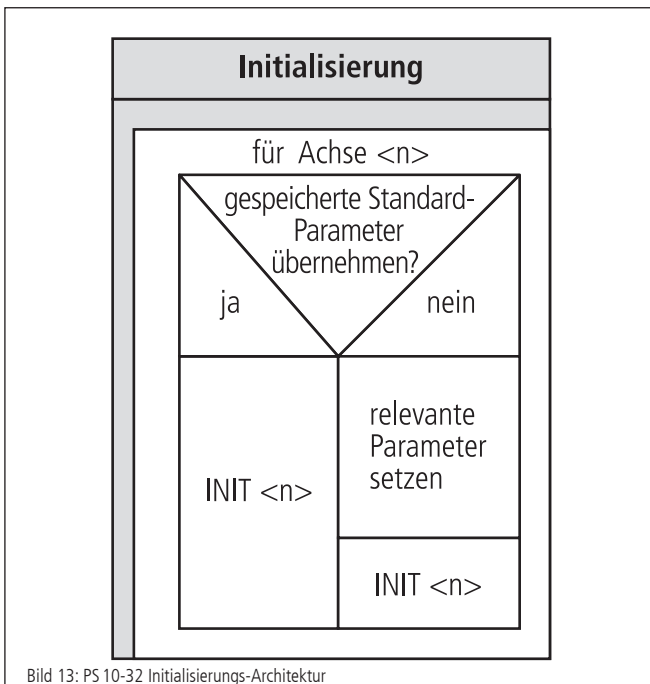 Initialisierung
für Achse <n>
gespeicherte Standard-
Parameter
übernehmen?
ja
nein
INIT <n>
relevante
Parameter
setzen
INIT <n>
Bild 13: PS 10-32 Initialisierungs-Architektur